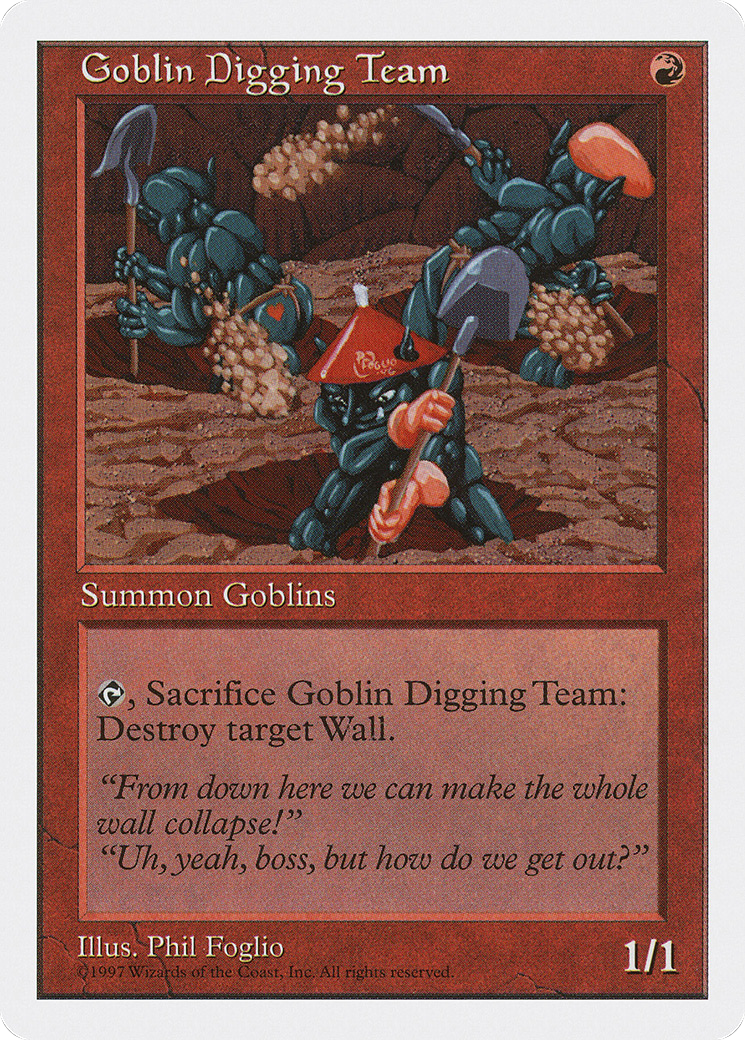 Goblin Digging Team
FOGLIO
Summon Goblins
, Sacrifice Goblin Digging Team:
Destroy target Wall.
“From down here we can make the whole
wall collapse!”
“Uh, yeah, boss, but how do we get out?”
Illus. Phil Foglio
1/1
©1997 Wizards of the Coast, Inc. All rights reserved.